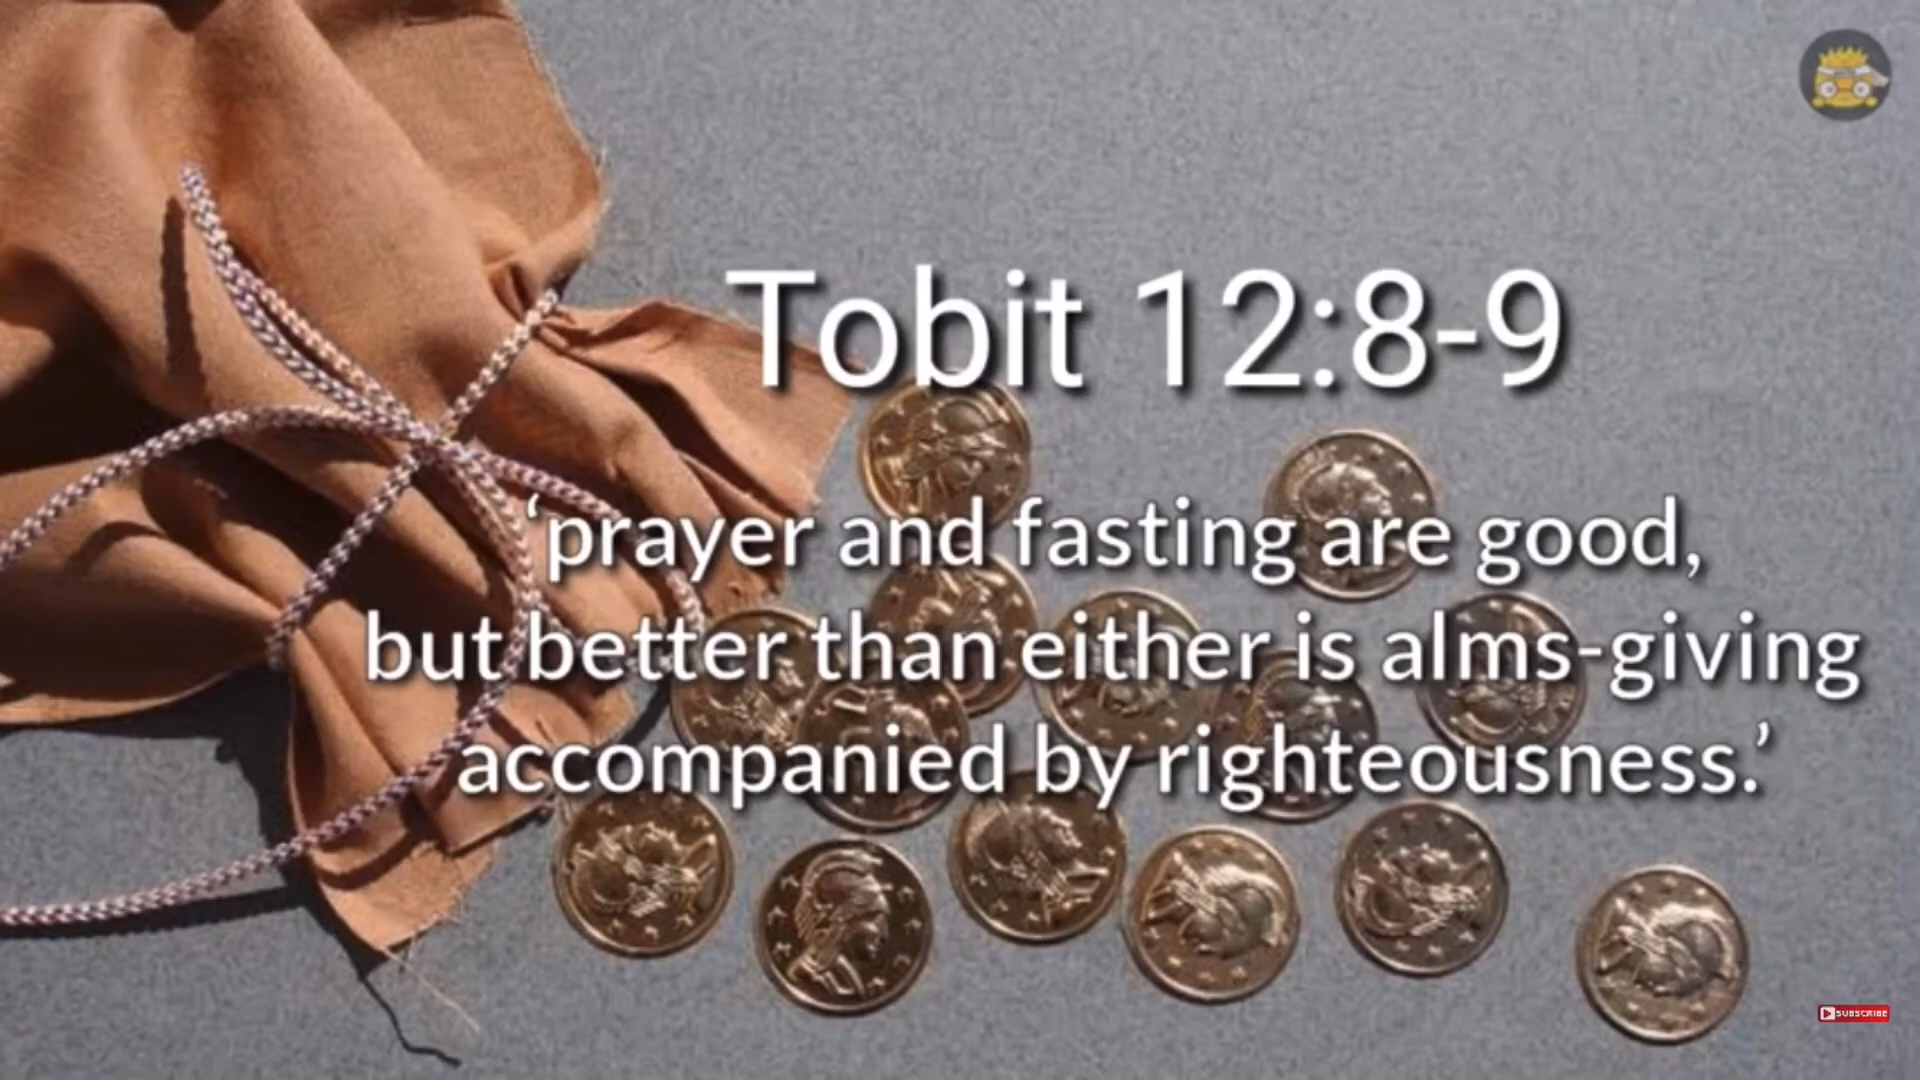 Tobit 12:8-9
‘prayer and fasting are good,
but better than either is alms-giving
accompanied by righteousness.’
SUBSCRIBE